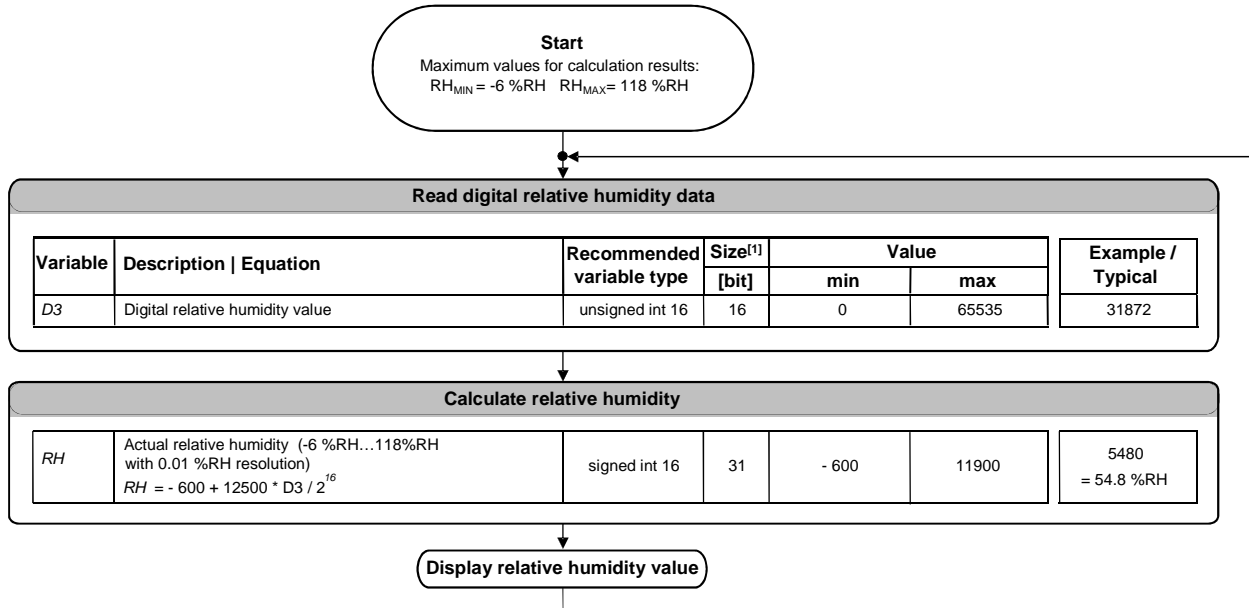 Start
Maximum values for calculation results:
RHMIN = -6 %RH RHMAX= 118 %RH
Read digital relative humidity data
Variable Description | Equation Recommended variable type Size[1] [bit] Value min max Example / Typical
D3 Digital relative humidity value unsigned int 16 16 0 65535 31872
Calculate relative humidity
RH Actual relative humidity (-6 %RH…118%RH
with 0.01 %RH resolution)
RH = - 600 + 12500 * D3 / 2^16
signed int 16 31 - 600 11900 5480
= 54.8 %RH
Display relative humidity value